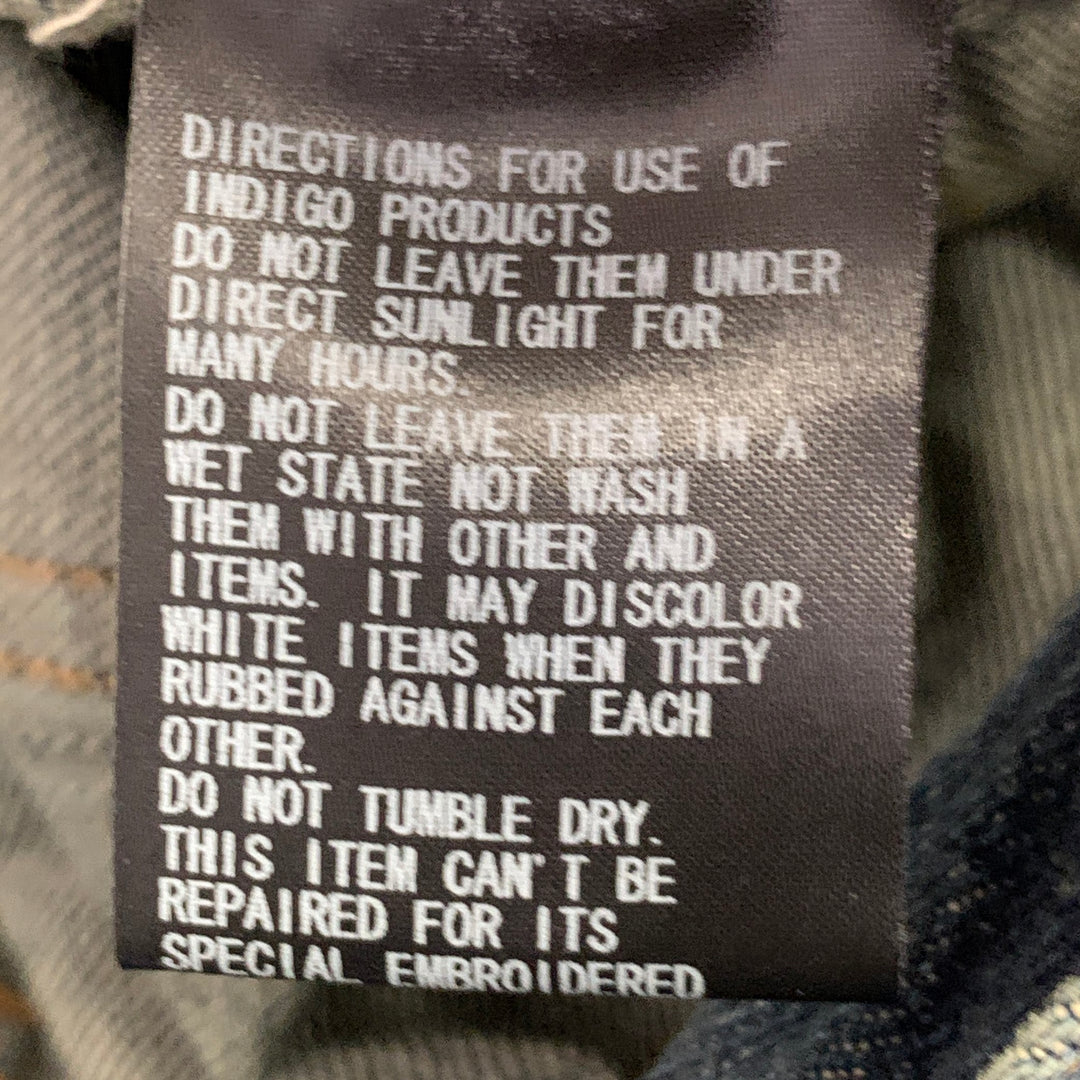 DIRECTIONS FOR USE OF
INDIGO PRODUCTS
DO NOT LEAVE THEM UNDER
DIRECT SUNLIGHT FOR
MANY HOURS.
DO NOT LEAVE THEM IN A
WET STATE NOT WASH
THEM WITH OTHER AND
ITEMS. IT MAY DISCOLOR
WHITE ITEMS WHEN THEY
RUBBED AGAINST EACH
OTHER.
DO NOT TUMBLE DRY.
THIS ITEM CAN'T BE
REPAIRED FOR ITS
SPECIAL EMBROIDERED